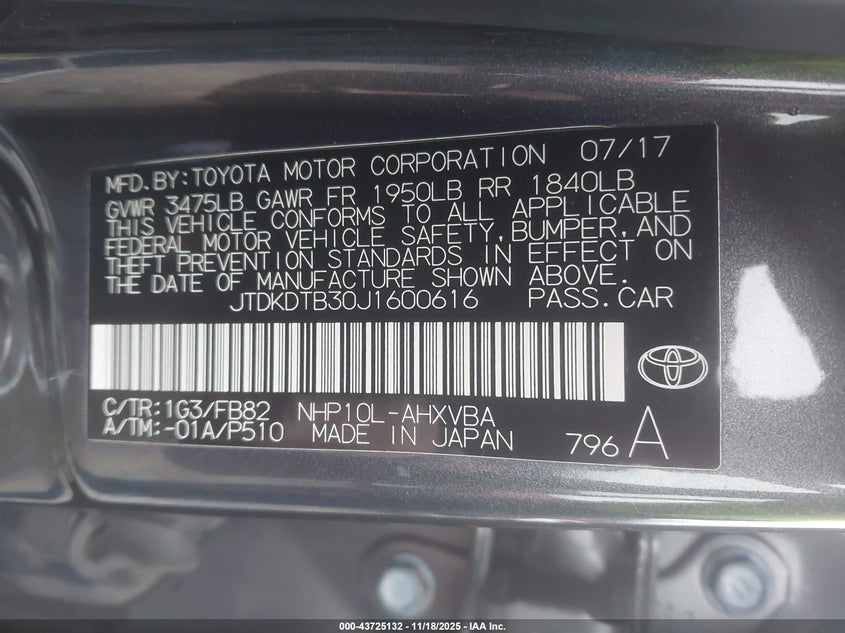 MFD.BY:TOYOTA MOTOR CORPORATION 07/17
GVWR 3475LB GAWR FR 1950LB RR 1840LB
THIS VEHICLE CONFORMS TO ALL APPLICABLE
FEDERAL MOTOR VEHICLE SAFETY,BUMPER,AND
THEFT PREVENTION STANDARDS IN EFFECT ON
THE DATE OF MANUFACTURE SHOWN ABOVE.
JTDKDTB30J1600616 PASS.CAR
C/TR:1G3/FB82 NHP10L-AHXVBA
A/TM:-01A/P510 MADE IN JAPAN 796 A
000-43725132 - 11/18/2025 - IAA Inc.